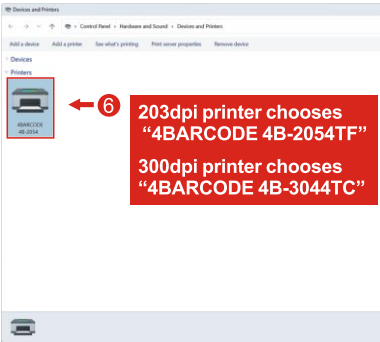 Devices and Printers
Control Panel › Hardware and Sound › Devices and Printers
Add a device Add a printer See what's printing Print server properties Remove device
Devices
Printers
6
4BARCODE
4B-2054
203dpi printer chooses
“4BARCODE 4B-2054TF”
300dpi printer chooses
“4BARCODE 4B-3044TC”